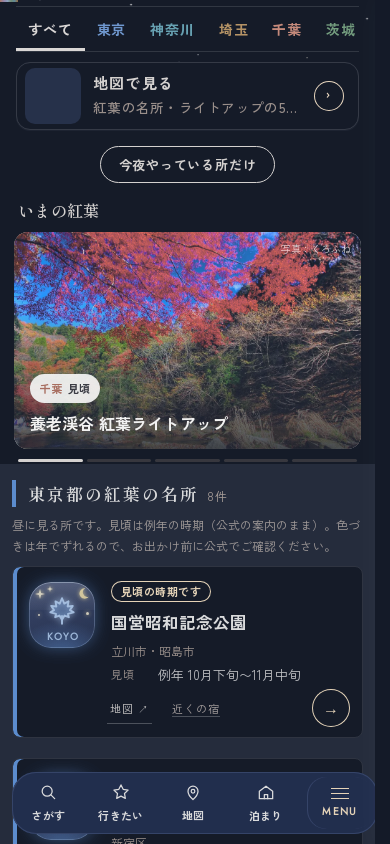 すべて 東京 神奈川 埼玉 千葉 茨城
地図で見る
紅葉の名所・ライトアップの5…
今夜やっている所だけ
いまの紅葉
千葉 見頃
養老渓谷 紅葉ライトアップ
東京都の紅葉の名所 8件
昼に見る所です。見頃は例年の時期（公式の案内のまま）。色づ
きは年でずれるので、お出かけ前に公式でご確認ください。
見頃の時期です
国営昭和記念公園
KOYO
立川市・昭島市
見頃 例年 10月下旬〜11月中旬
地図 ↗ 近くの宿
→
さがす 行きたい 地図 泊まり MENU
新宿区